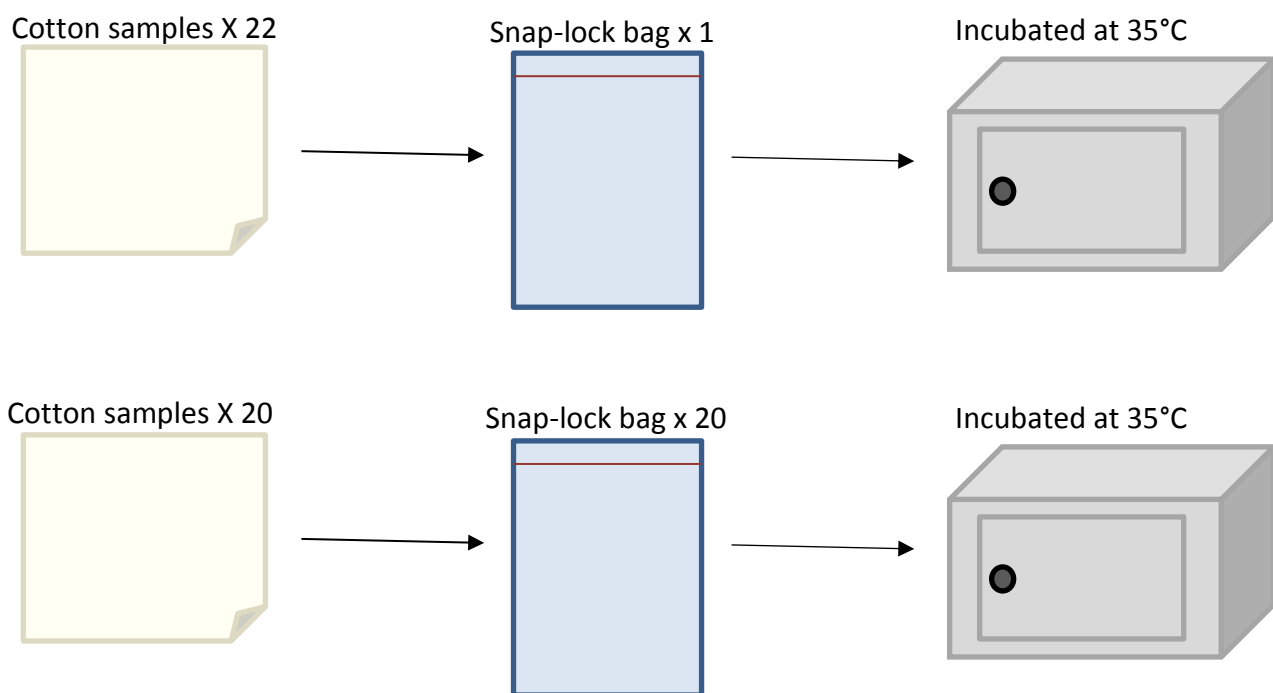 Cotton samples X 22
Snap-lock bag x 1
Incubated at 35°C
Cotton samples X 20
Snap-lock bag x 20
Incubated at 35°C